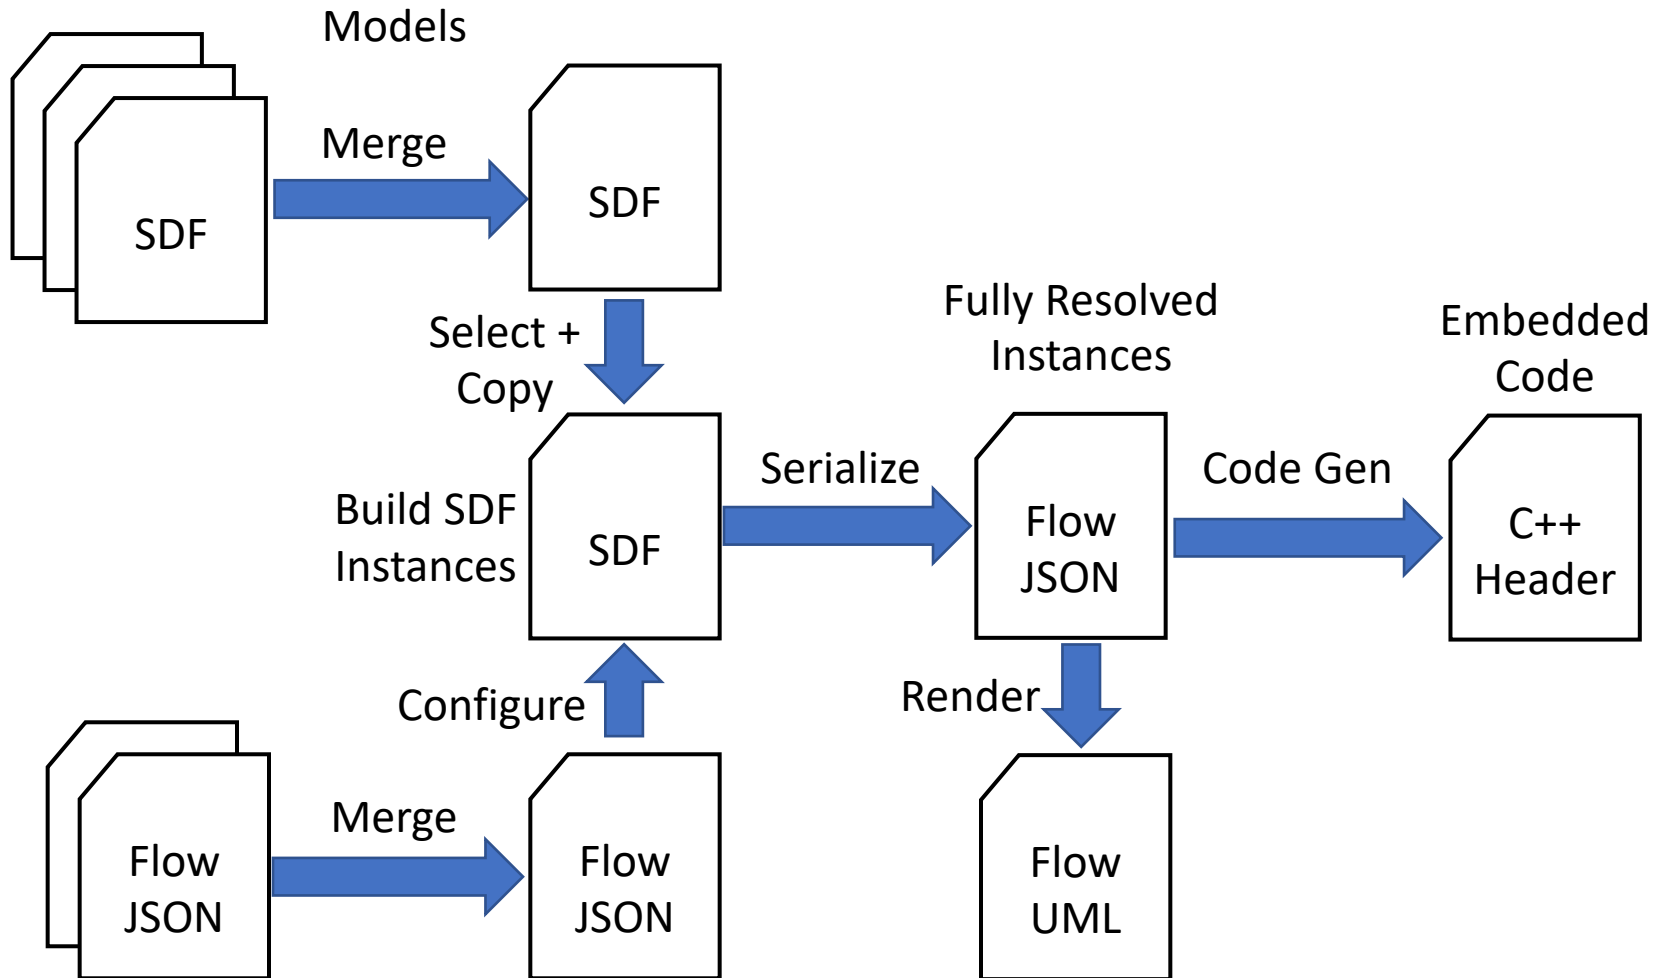 Models
Merge
SDF
SDF
Select +
Copy
Fully Resolved
Instances
Embedded
Code
Build SDF
Instances
SDF
Serialize
Flow
JSON
Code Gen
C++
Header
Configure
Render
Flow
JSON
Merge
Flow
JSON
Flow
UML